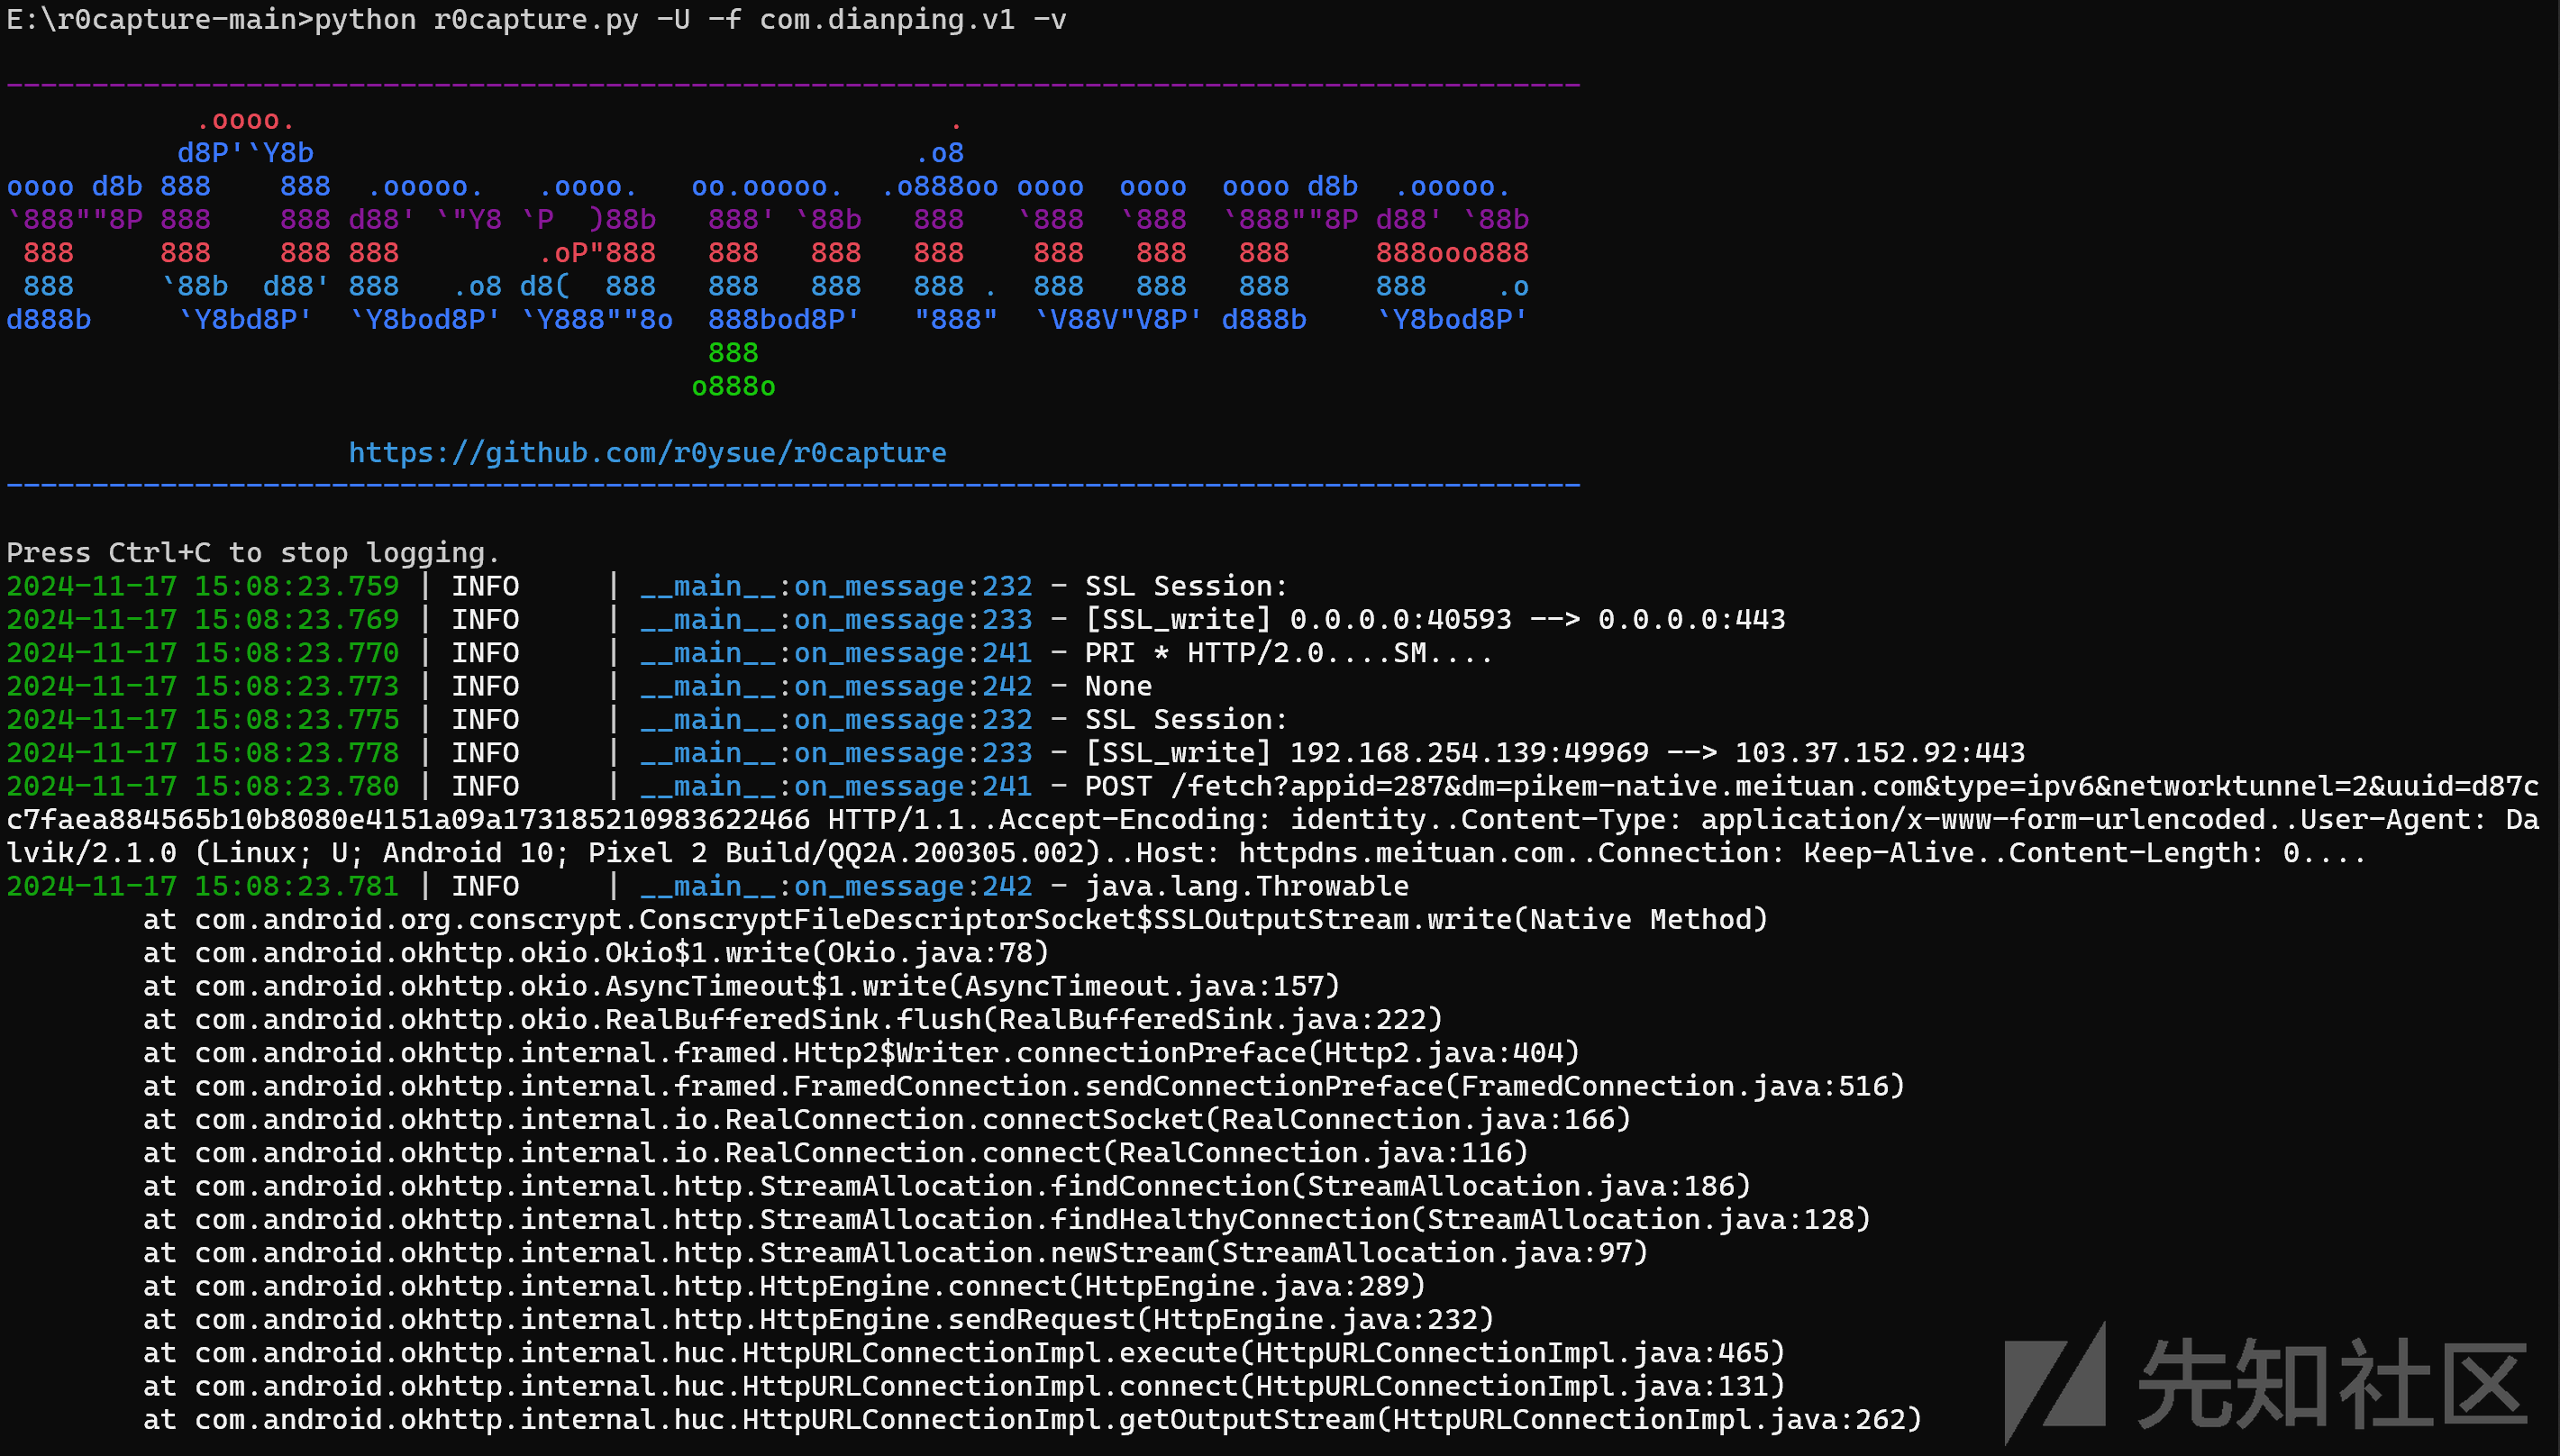 E:\r0capture-main>python r0capture.py -U -f com.dianping.v1 -v
--------------------------------------------------------------------------------------------
           .oooo.                                      .
          d8P'`Y8b                                   .o8
oooo d8b 888    888  .ooooo.   .oooo.   oo.ooooo.  .o888oo oooo  oooo  oooo d8b  .ooooo.
`888""8P 888    888 d88' `"Y8 `P  )88b   888' `88b   888   `888  `888  `888""8P d88' `88b
 888     888    888 888        .oP"888   888   888   888    888   888   888     888ooo888
 888     `88b  d88' 888   .o8 d8(  888   888   888   888 .  888   888   888     888    .o
d888b     `Y8bd8P'  `Y8bod8P' `Y888""8o  888bod8P'   "888"  `V88V"V8P' d888b    `Y8bod8P'
                                         888
                                        o888o
                    https://github.com/r0ysue/r0capture
--------------------------------------------------------------------------------------------
Press Ctrl+C to stop logging.
2024-11-17 15:08:23.759 | INFO     | __main__:on_message:232 - SSL Session:
2024-11-17 15:08:23.769 | INFO     | __main__:on_message:233 - [SSL_write] 0.0.0.0:40593 --> 0.0.0.0:443
2024-11-17 15:08:23.770 | INFO     | __main__:on_message:241 - PRI * HTTP/2.0....SM....
2024-11-17 15:08:23.773 | INFO     | __main__:on_message:242 - None
2024-11-17 15:08:23.775 | INFO     | __main__:on_message:232 - SSL Session:
2024-11-17 15:08:23.778 | INFO     | __main__:on_message:233 - [SSL_write] 192.168.254.139:49969 --> 103.37.152.92:443
2024-11-17 15:08:23.780 | INFO     | __main__:on_message:241 - POST /fetch?appid=287&dm=pikem-native.meituan.com&type=ipv6&networktunnel=2&uuid=d87c
c7faea884565b10b8080e4151a09a173185210983622466 HTTP/1.1..Accept-Encoding: identity..Content-Type: application/x-www-form-urlencoded..User-Agent: Da
lvik/2.1.0 (Linux; U; Android 10; Pixel 2 Build/QQ2A.200305.002)..Host: httpdns.meituan.com..Connection: Keep-Alive..Content-Length: 0....
2024-11-17 15:08:23.781 | INFO     | __main__:on_message:242 - java.lang.Throwable
        at com.android.org.conscrypt.ConscryptFileDescriptorSocket$SSLOutputStream.write(Native Method)
        at com.android.okhttp.okio.Okio$1.write(Okio.java:78)
        at com.android.okhttp.okio.AsyncTimeout$1.write(AsyncTimeout.java:157)
        at com.android.okhttp.okio.RealBufferedSink.flush(RealBufferedSink.java:222)
        at com.android.okhttp.internal.framed.Http2$Writer.connectionPreface(Http2.java:404)
        at com.android.okhttp.internal.framed.FramedConnection.sendConnectionPreface(FramedConnection.java:516)
        at com.android.okhttp.internal.io.RealConnection.connectSocket(RealConnection.java:166)
        at com.android.okhttp.internal.io.RealConnection.connect(RealConnection.java:116)
        at com.android.okhttp.internal.http.StreamAllocation.findConnection(StreamAllocation.java:186)
        at com.android.okhttp.internal.http.StreamAllocation.findHealthyConnection(StreamAllocation.java:128)
        at com.android.okhttp.internal.http.StreamAllocation.newStream(StreamAllocation.java:97)
        at com.android.okhttp.internal.http.HttpEngine.connect(HttpEngine.java:289)
        at com.android.okhttp.internal.http.HttpEngine.sendRequest(HttpEngine.java:232)
        at com.android.okhttp.internal.huc.HttpURLConnectionImpl.execute(HttpURLConnectionImpl.java:465)
        at com.android.okhttp.internal.huc.HttpURLConnectionImpl.connect(HttpURLConnectionImpl.java:131)
        at com.android.okhttp.internal.huc.HttpURLConnectionImpl.getOutputStream(HttpURLConnectionImpl.java:262)
先知社区